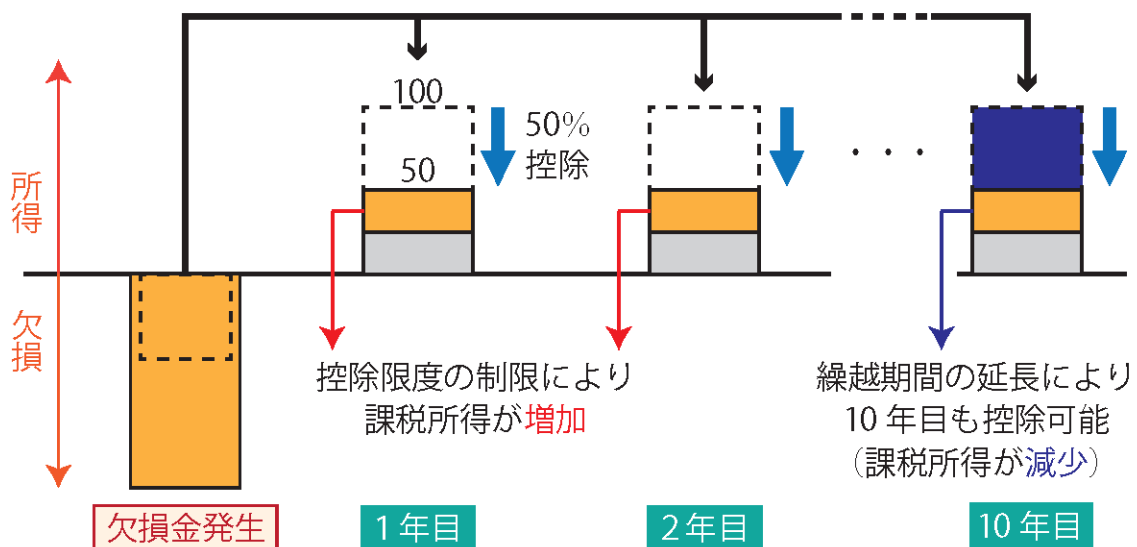 所得
欠損
100
50
50%
控除
・・・
控除限度の制限により
課税所得が増加
繰越期間の延長により
10年目も控除可能
（課税所得が減少）
欠損金発生
1年目
2年目
10年目